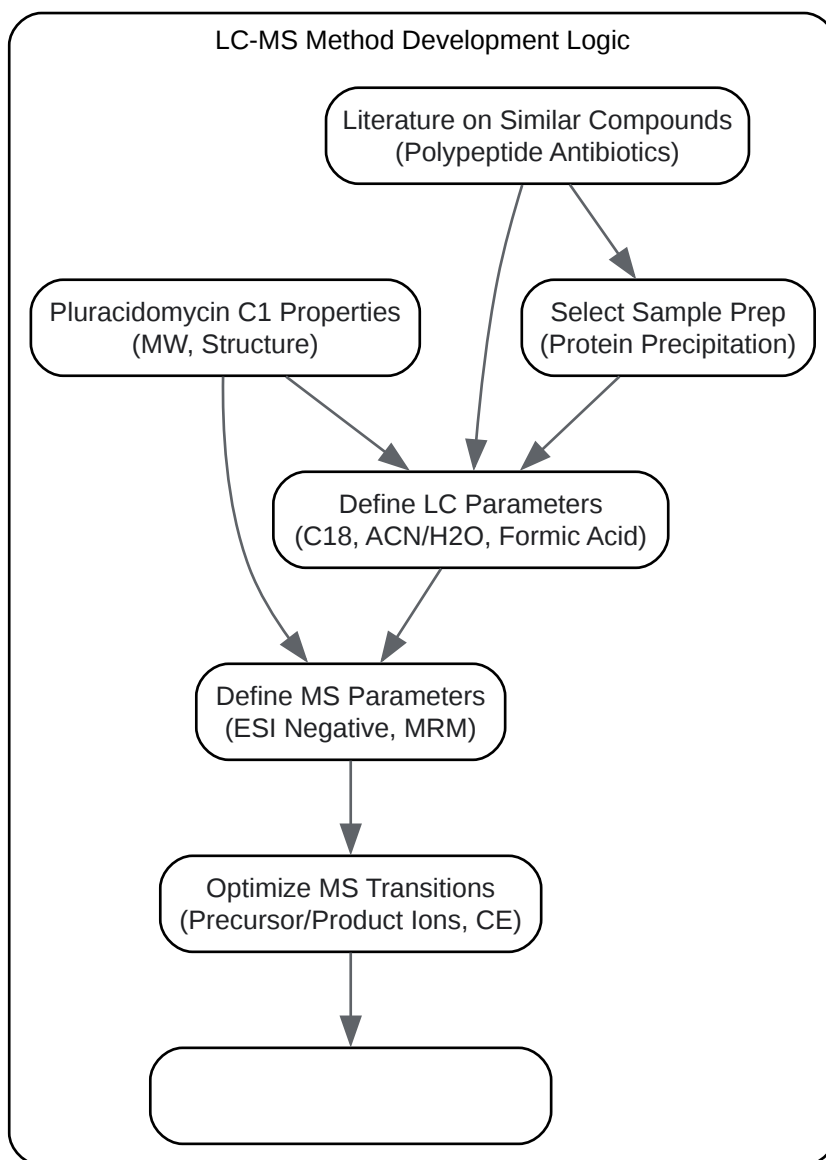 LC-MS Method Development Logic
Literature on Similar Compounds
(Polypeptide Antibiotics)
Pluracidomycin C1 Properties
(MW, Structure)
Select Sample Prep
(Protein Precipitation)
Define LC Parameters
(C18, ACN/H2O, Formic Acid)
Define MS Parameters
(ESI Negative, MRM)
Optimize MS Transitions
(Precursor/Product Ions, CE)